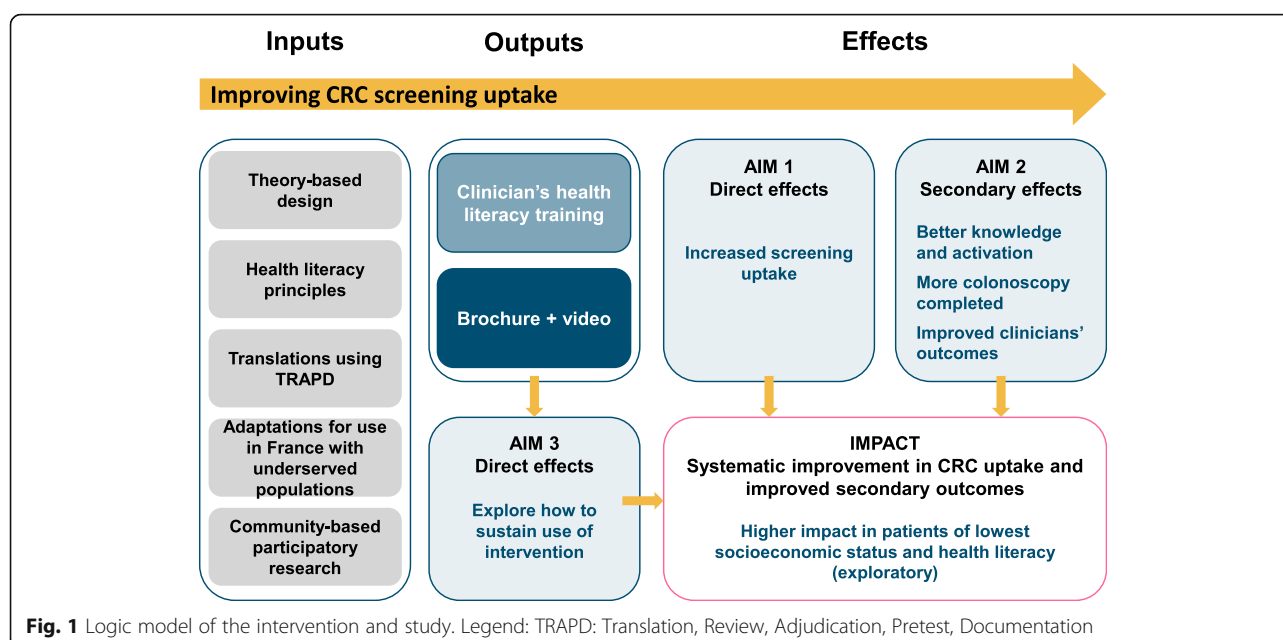 Inputs
Outputs
Effects
Improving CRC screening uptake
Theory-based
design
Health literacy
principles
Translations using
TRAPD
Adaptations for use
in France with
underserved
populations
Community-based
participatory
research
Clinician's health
literacy training
Brochure + video
AIM 3
Direct effects
Explore how to
sustain use of
intervention
AIM 1
Direct effects
Increased screening
uptake
AIM 2
Secondary effects
Better knowledge
and activation
More colonoscopy
completed
Improved clinicians'
outcomes
IMPACT
Systematic improvement in CRC uptake and
improved secondary outcomes
Higher impact in patients of lowest
socioeconomic status and health literacy
(exploratory)
Fig. 1 Logic model of the intervention and study. Legend: TRAPD: Translation, Review, Adjudication, Pretest, Documentation